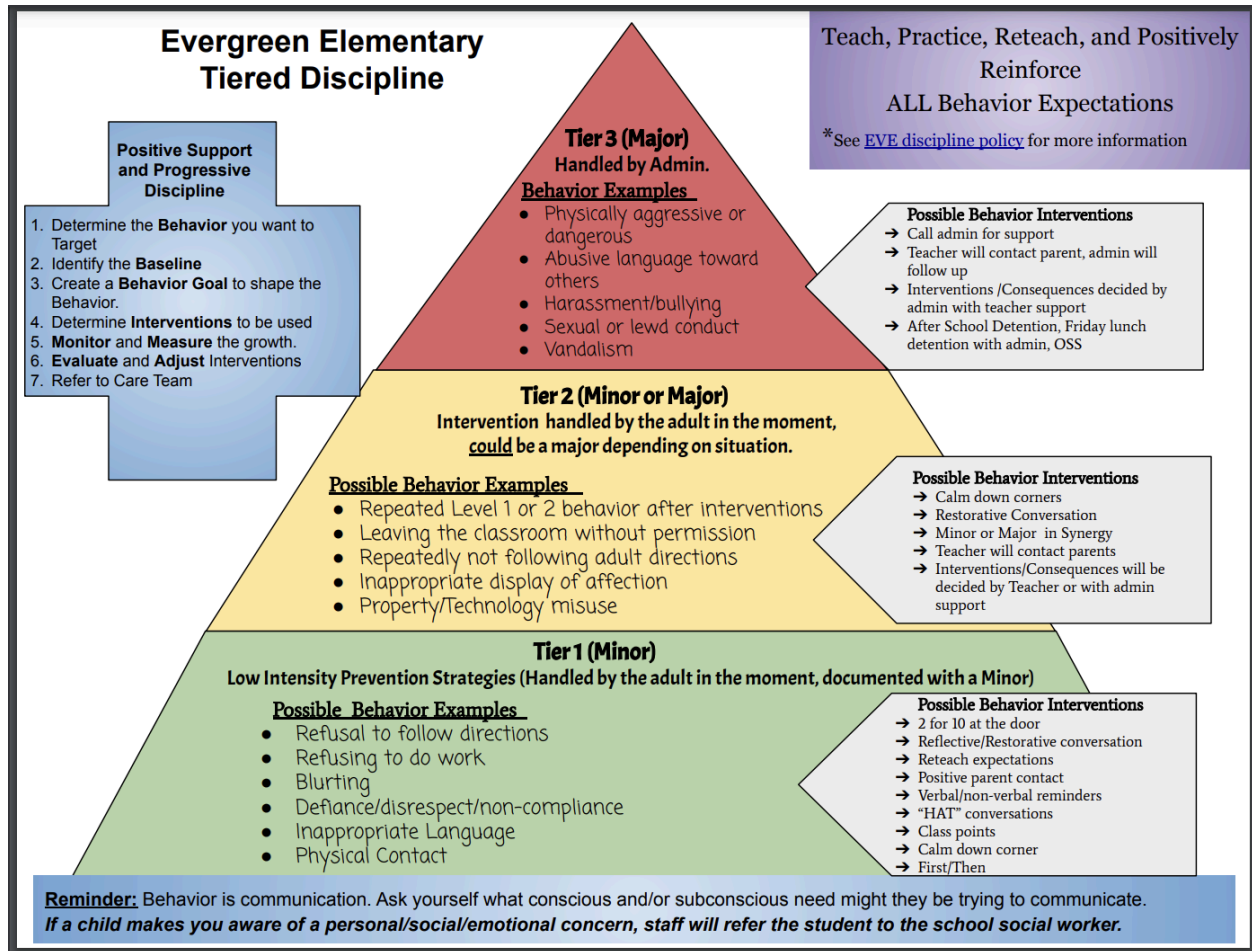 Evergreen Elementary
Tiered Discipline
Teach, Practice, Reteach, and Positively
Reinforce
ALL Behavior Expectations
*See EVE discipline policy for more information
Positive Support
and Progressive
Discipline
1. Determine the Behavior you want to
Target
2. Identify the Baseline
3. Create a Behavior Goal to shape the
Behavior.
4. Determine Interventions to be used
5. Monitor and Measure the growth.
6. Evaluate and Adjust Interventions
7. Refer to Care Team
Tier 3 (Major)
Handled by Admin.
Behavior Examples
● Physically aggressive or
dangerous
● Abusive language toward
others
● Harassment/bullying
● Sexual or lewd conduct
● Vandalism
Possible Behavior Interventions
➔ Call admin for support
➔ Teacher will contact parent, admin will
follow up
➔ Interventions /Consequences decided by
admin with teacher support
➔ After School Detention, Friday lunch
detention with admin, OSS
Tier 2 (Minor or Major)
Intervention handled by the adult in the moment,
could be a major depending on situation.
Possible Behavior Examples
● Repeated Level 1 or 2 behavior after interventions
● Leaving the classroom without permission
● Repeatedly not following adult directions
● Inappropriate display of affection
● Property/Technology misuse
Possible Behavior Interventions
➔ Calm down corners
➔ Restorative Conversation
➔ Minor or Major in Synergy
➔ Teacher will contact parents
➔ Interventions/Consequences will be
decided by Teacher or with admin
support
Tier 1 (Minor)
Low Intensity Prevention Strategies (Handled by the adult in the moment, documented with a Minor)
Possible Behavior Examples
● Refusal to follow directions
● Refusing to do work
● Blurting
● Defiance/disrespect/non-compliance
● Inappropriate Language
● Physical Contact
Possible Behavior Interventions
➔ 2 for 10 at the door
➔ Reflective/Restorative conversation
➔ Reteach expectations
➔ Positive parent contact
➔ Verbal/non-verbal reminders
➔ “HAT” conversations
➔ Class points
➔ Calm down corner
➔ First/Then
Reminder: Behavior is communication. Ask yourself what conscious and/or subconscious need might they be trying to communicate.
If a child makes you aware of a personal/social/emotional concern, staff will refer the student to the school social worker.